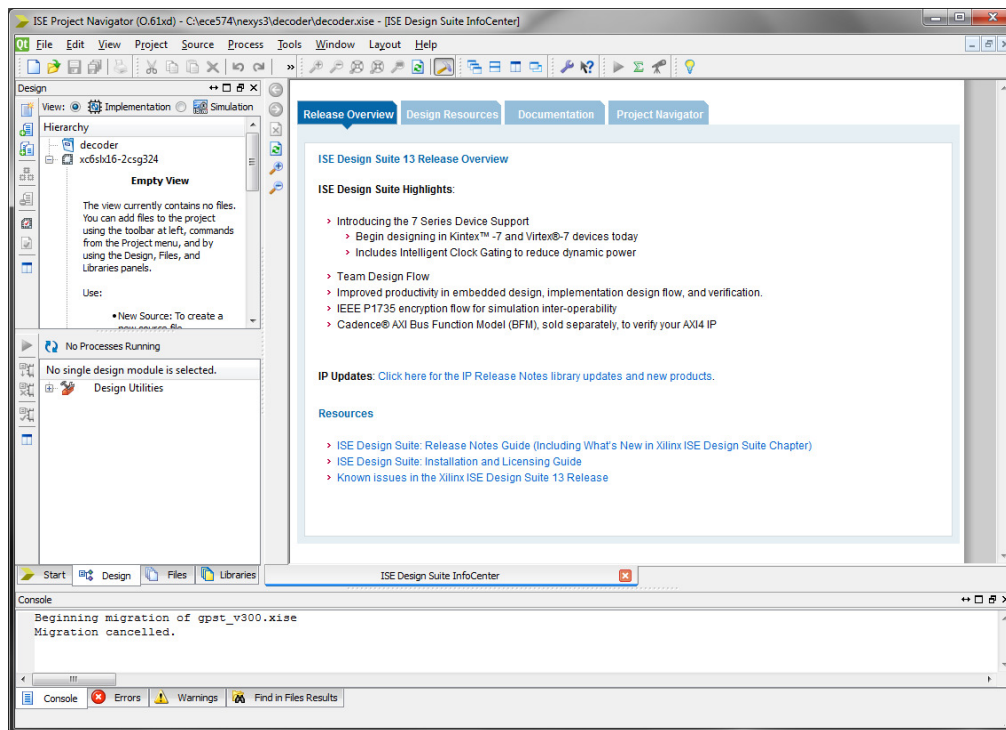 ISE Project Navigator (O.61xd) - C:\ece574\nexys3\decoder\decoder.xise - [ISE Design Suite InfoCenter]
File Edit View Project Source Process Tools Window Layout Help
Design
View: Implementation Simulation
Hierarchy
decoder
xc6slx16-2csg324
Empty View
The view currently contains no files.
You can add files to the project
using the toolbar at left, commands
from the Project menu, and by
using the Design, Files, and
Libraries panels.
Use:
•New Source: To create a
new source file
No Processes Running
No single design module is selected.
Design Utilities
Start Design Files Libraries
Release Overview Design Resources Documentation Project Navigator
ISE Design Suite 13 Release Overview
ISE Design Suite Highlights:
Introducing the 7 Series Device Support
Begin designing in Kintex™ -7 and Virtex®-7 devices today
Includes Intelligent Clock Gating to reduce dynamic power
Team Design Flow
Improved productivity in embedded design, implementation design flow, and verification.
IEEE P1735 encryption flow for simulation inter-operability
Cadence® AXI Bus Function Model (BFM), sold separately, to verify your AXI4 IP
IP Updates: Click here for the IP Release Notes library updates and new products.
Resources
ISE Design Suite: Release Notes Guide (Including What's New in Xilinx ISE Design Suite Chapter)
ISE Design Suite: Installation and Licensing Guide
Known issues in the Xilinx ISE Design Suite 13 Release
ISE Design Suite InfoCenter
Console
Beginning migration of gpst_v300.xise
Migration cancelled.
Console Errors Warnings Find in Files Results